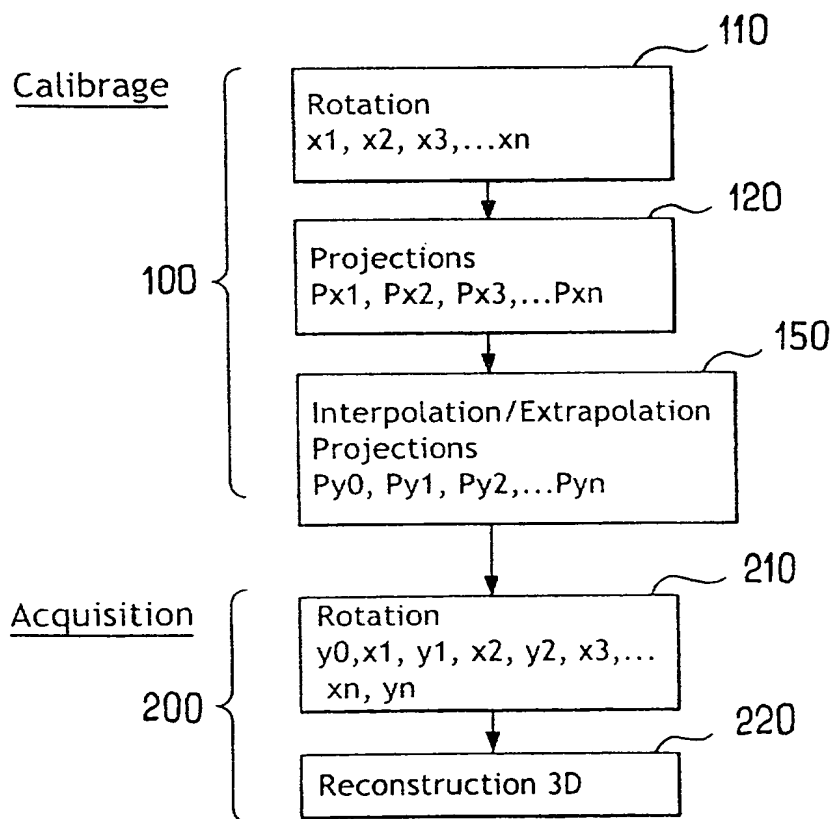 110
Calibrage
Rotation
x1, x2, x3,...xn
120
Projections
Px1, Px2, Px3,...Pxn
100
150
Interpolation/Extrapolation
Projections
Py0, Py1, Py2,...Pyn
210
Acquisition
Rotation
y0,x1, y1, x2, y2, x3,...
xn, yn
200
220
Reconstruction 3D